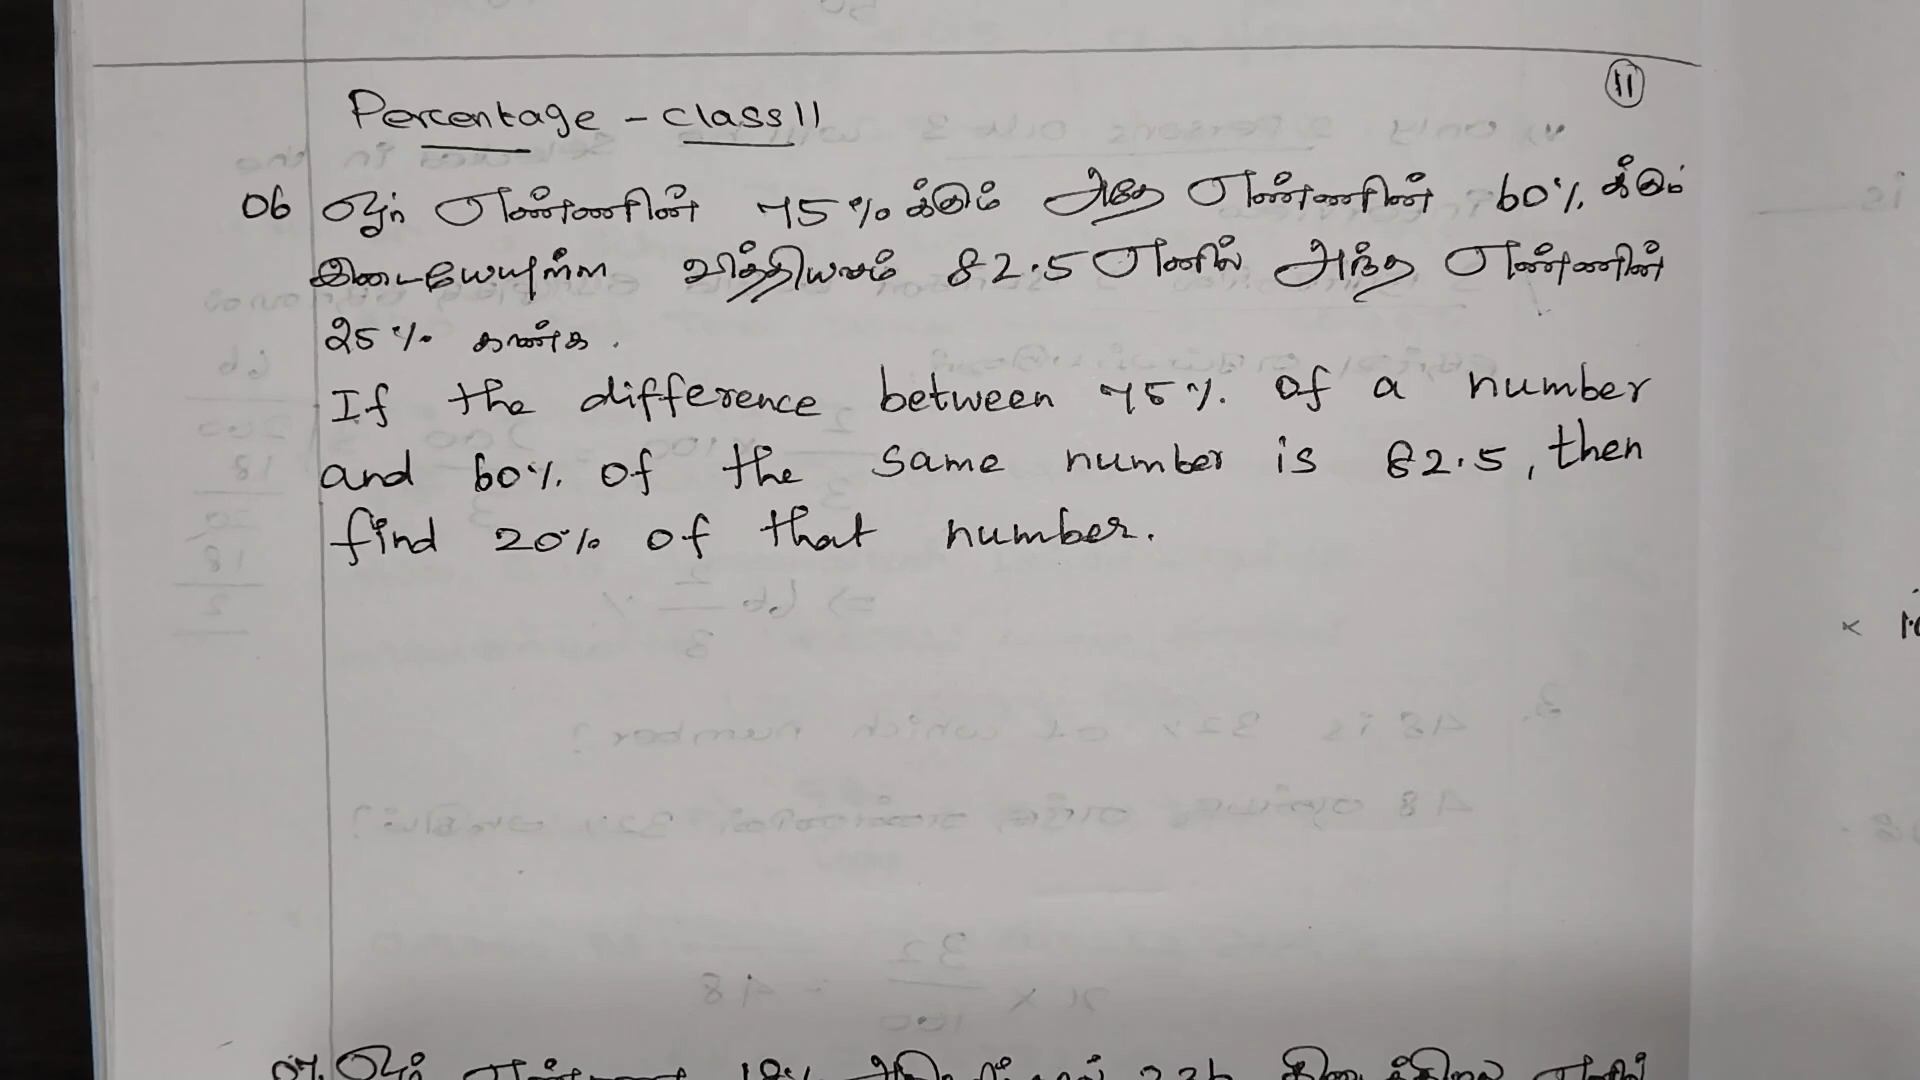 11
Percentage - class 11
06 ஒரு எண்ணின் 75% க்கும் அதே எண்ணின் 60% க்கும்
இடையேயுள்ள வித்தியாசம் 82.5 எனில் அந்த எண்ணின்
25% காண்க.
If the difference between 75% of a number
and 60% of the same number is 82.5, then
find 20% of that number.